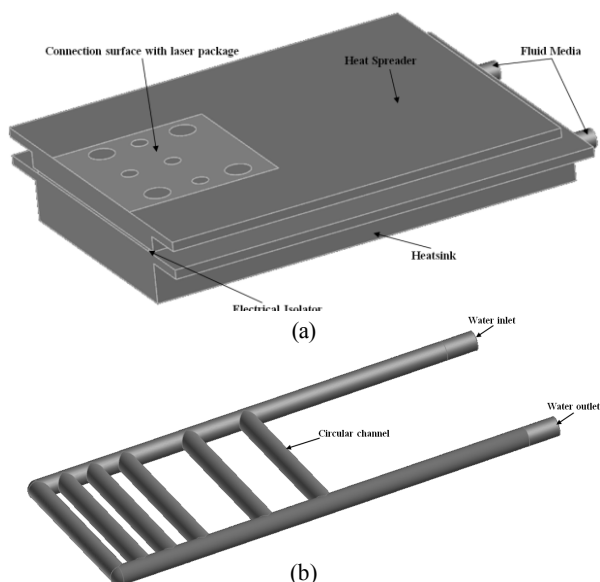 Connection surface with laser package
Heat Spreader
Fluid Media
Heatsink
Electrical Isolator
(a)
Water inlet
Water outlet
Circular channel
(b)